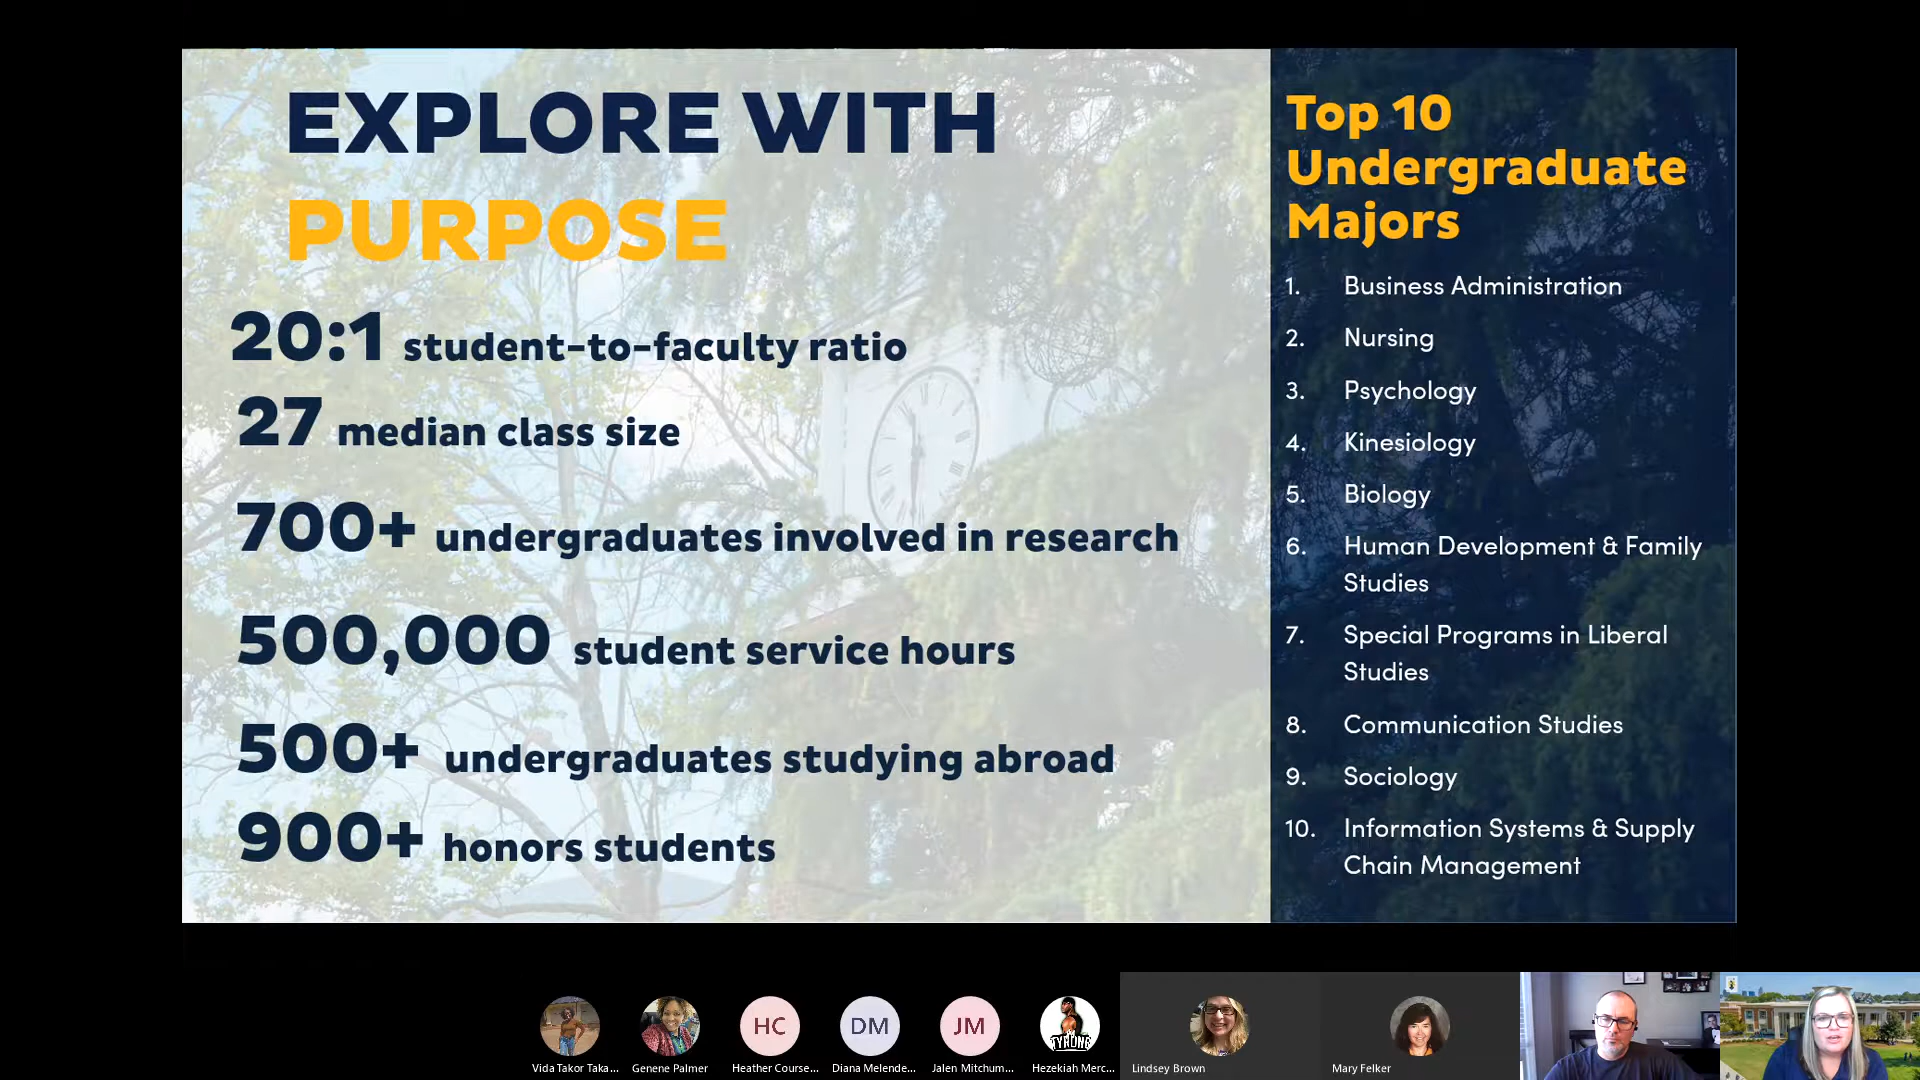 EXPLORE WITH
PURPOSE
20:1 student-to-faculty ratio
27 median class size
700+ undergraduates involved in research
500,000 student service hours
500+ undergraduates studying abroad
900+ honors students
Top 10
Undergraduate
Majors
1. Business Administration
2. Nursing
3. Psychology
4. Kinesiology
5. Biology
6. Human Development & Family
Studies
7. Special Programs in Liberal
Studies
8. Communication Studies
9. Sociology
10. Information Systems & Supply
Chain Management
HC
DM
JM
TYRONE
Vida Takor Taka...
Genene Palmer
Heather Course...
Diana Melende...
Jalen Mitchum...
Hezekiah Merc...
Lindsey Brown
Mary Felker